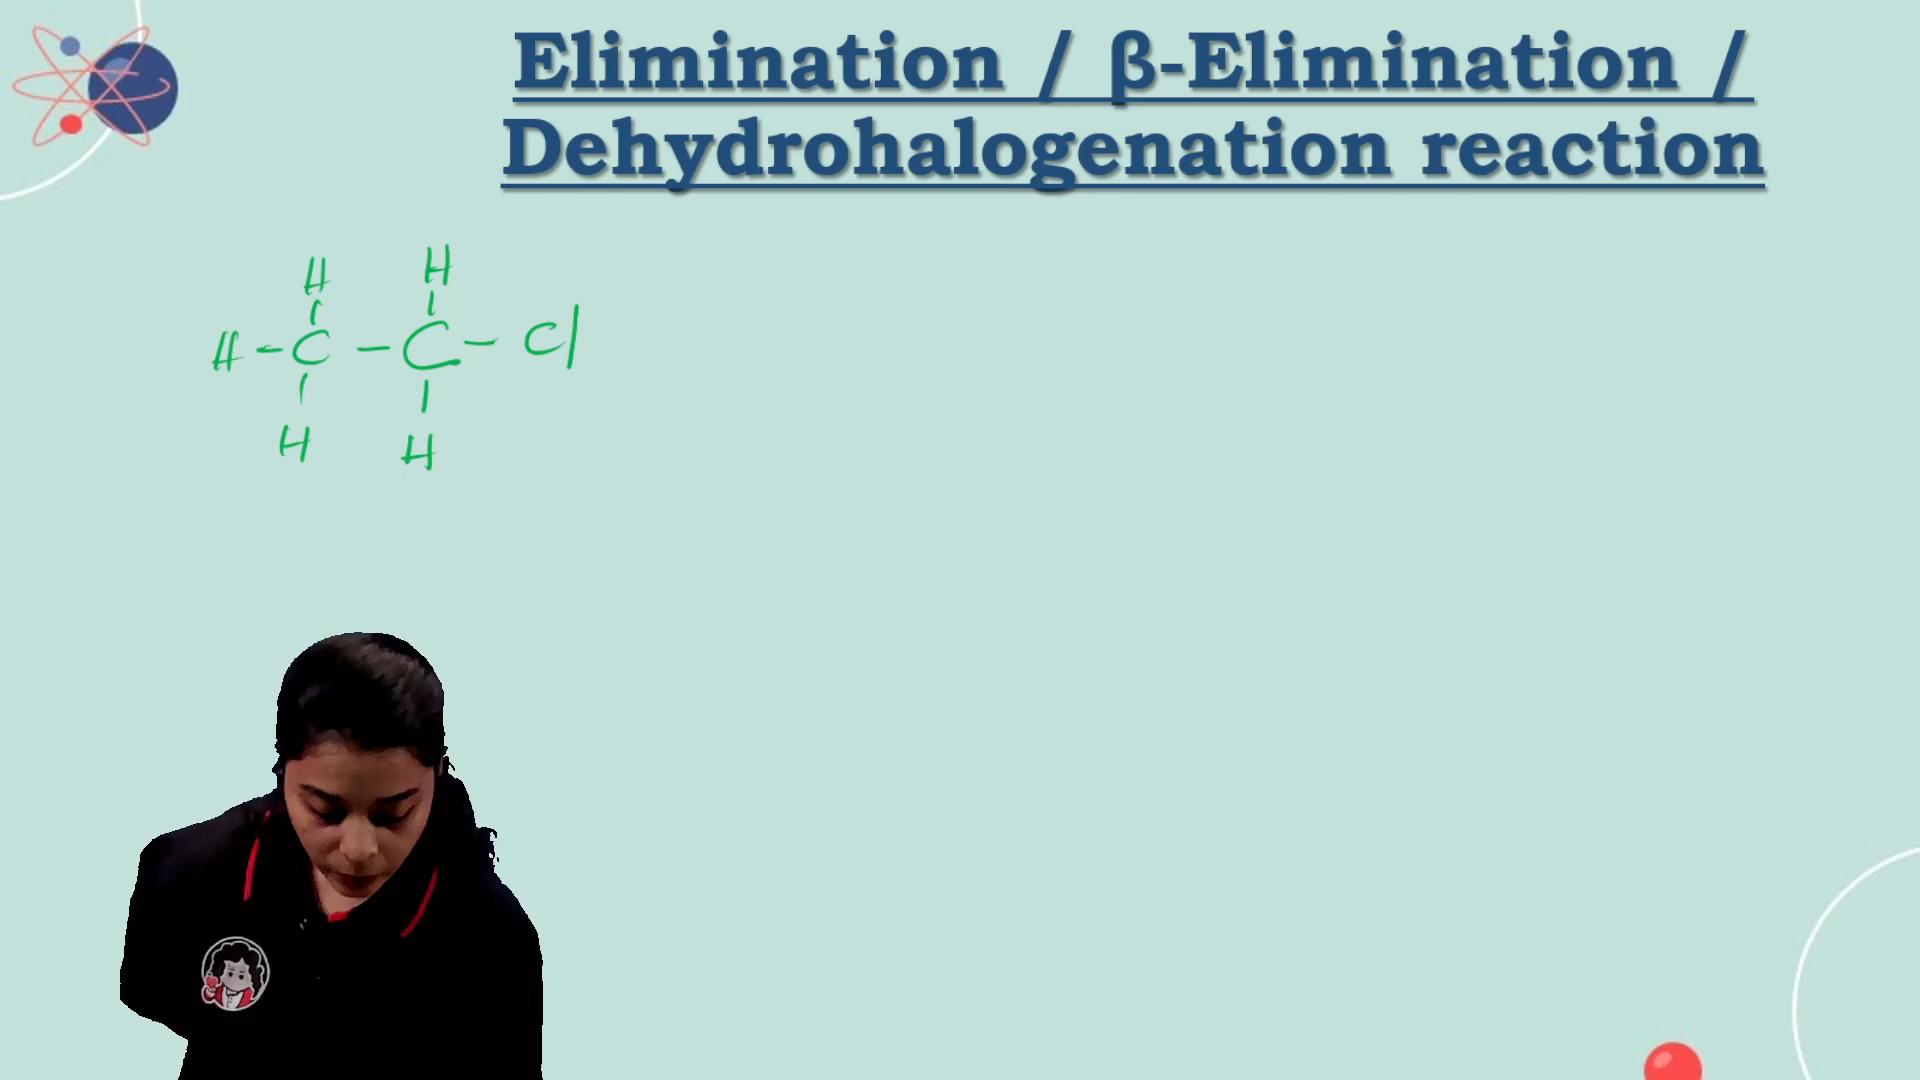 Elimination / β-Elimination /
Dehydrohalogenation reaction
H H
H - C - C - Cl
H H